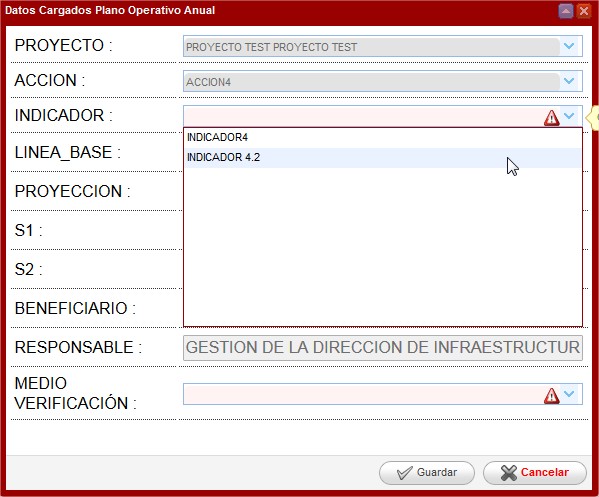 Datos Cargados Plano Operativo Anual
PROYECTO : PROYECTO TEST PROYECTO TEST
ACCION : ACCION4
INDICADOR :
INDICADOR4
LINEA_BASE :
INDICADOR 4.2
PROYECCION :
S1 :
S2 :
BENEFICIARIO :
RESPONSABLE : GESTION DE LA DIRECCION DE INFRAESTRUCTUR
MEDIO
VERIFICACIÓN :
Guardar Cancelar